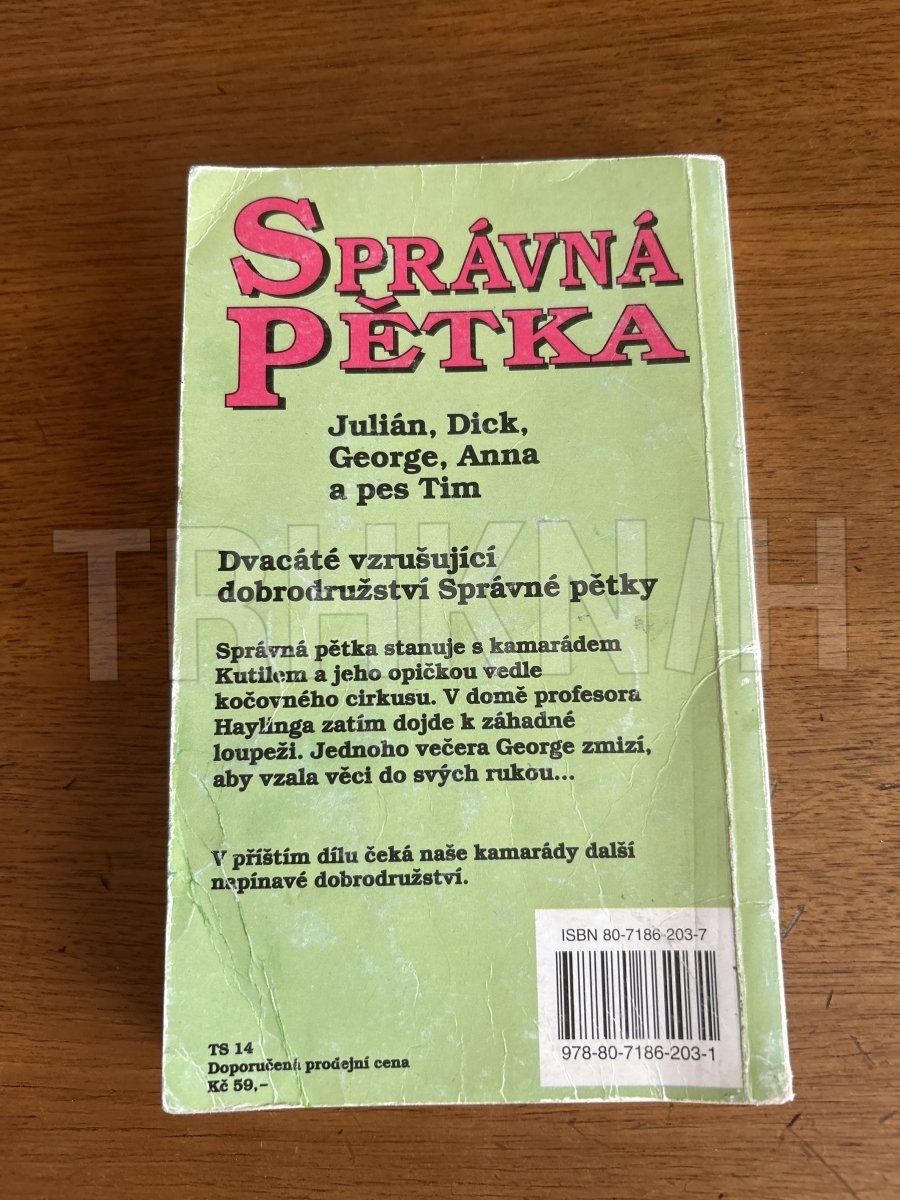 SPRÁVNÁ
PĚTKA
Julián, Dick,
George, Anna
a pes Tim
TRHKNIH
Dvacáté vzrušující
dobrodružství Správné pětky
Správná pětka stanuje s kamarádem
Kutilem a jeho opičkou vedle
kočovného cirkusu. V domě profesora
Haylinga zatím dojde k záhadné
loupeži. Jednoho večera George zmizí,
aby vzala věci do svých rukou...
V příštím dílu čeká naše kamarády další
napínavé dobrodružství.
ISBN 80-7186-203-7
978-80-7186-203-1
TS 14
Doporučená prodejní cena
Kč 59,-